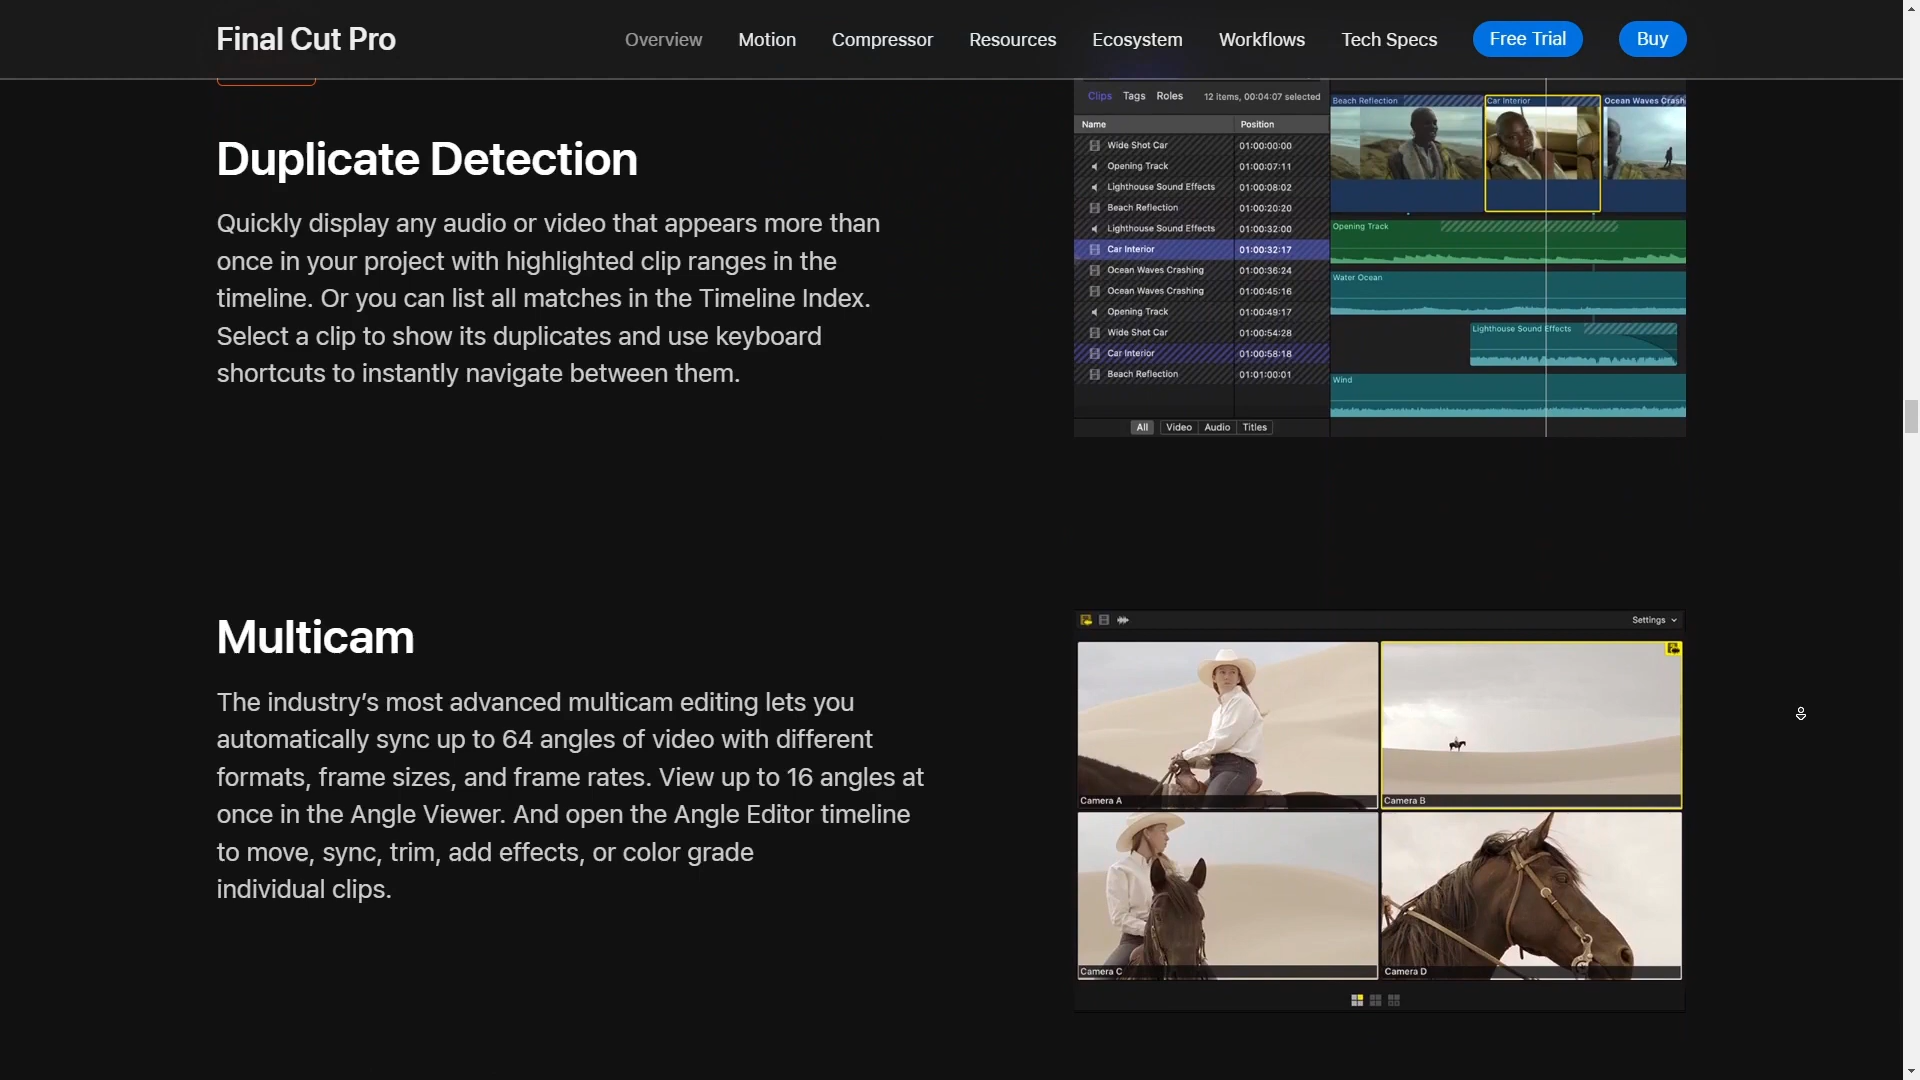 Final Cut Pro
Overview
Motion
Compressor
Resources
Ecosystem
Workflows
Tech Specs
Free Trial
Buy
Duplicate Detection
Quickly display any audio or video that appears more than
once in your project with highlighted clip ranges in the
timeline. Or you can list all matches in the Timeline Index.
Select a clip to show its duplicates and use keyboard
shortcuts to instantly navigate between them.
Clips Tags Roles 12 items, 00:04:07 selected
Name Position
Wide Shot Car 01:00:00:00
Opening Track 01:00:07:11
Lighthouse Sound Effects 01:00:08:02
Beach Reflection 01:00:20:20
Lighthouse Sound Effects 01:00:32:00
Car Interior 01:00:32:17
Ocean Waves Crashing 01:00:36:24
Ocean Waves Crashing 01:00:45:16
Opening Track 01:00:49:17
Wide Shot Car 01:00:54:28
Car Interior 01:00:58:18
Beach Reflection 01:01:00:01
All Video Audio Titles
Beach Reflection
Car Interior
Ocean Waves Crash
Opening Track
Water Ocean
Lighthouse Sound Effects
Wind
Multicam
The industry’s most advanced multicam editing lets you
automatically sync up to 64 angles of video with different
formats, frame sizes, and frame rates. View up to 16 angles at
once in the Angle Viewer. And open the Angle Editor timeline
to move, sync, trim, add effects, or color grade
individual clips.
Settings
Camera A
Camera B
Camera C
Camera D